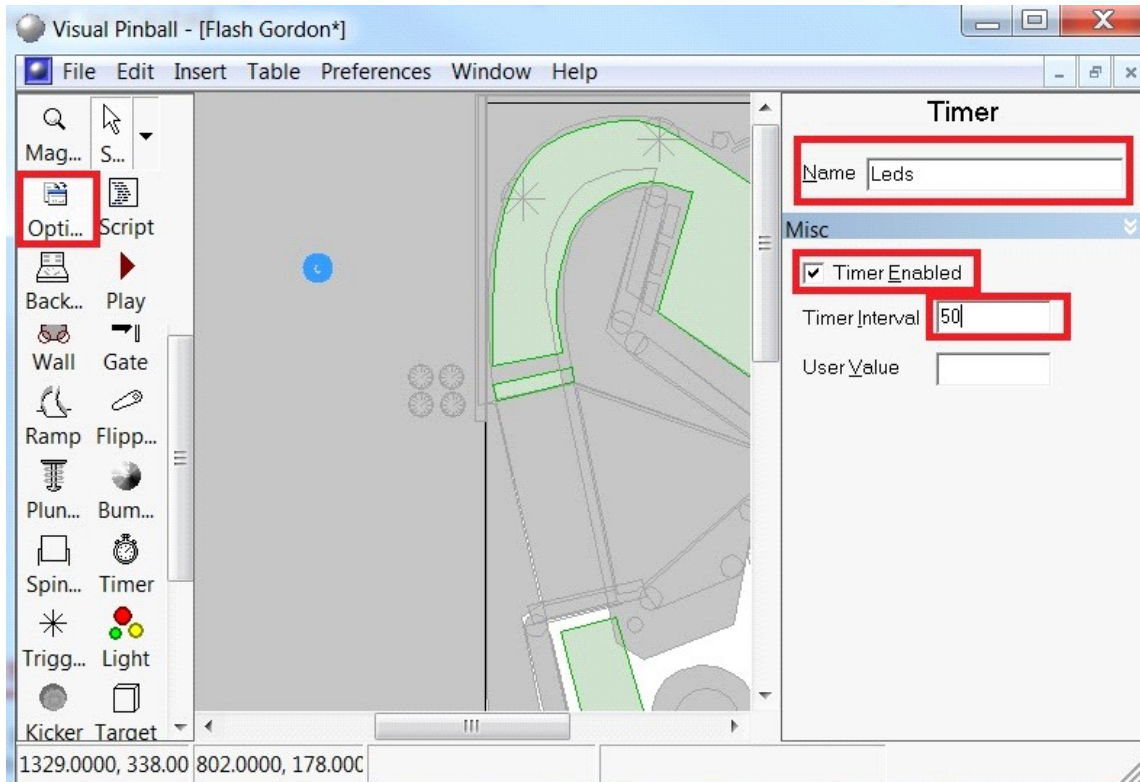 Visual Pinball - [Flash Gordon*]
File Edit Insert Table Preferences Window Help
Mag... S...
Opti... Script
Back... Play
Wall Gate
Ramp Flipp...
Plun... Bum...
Spin... Timer
Trigg... Light
Kicker Target
Timer
Name Leds
Misc
Timer Enabled
Timer Interval 50
User Value
1329.0000, 338.00 802.0000, 178.000